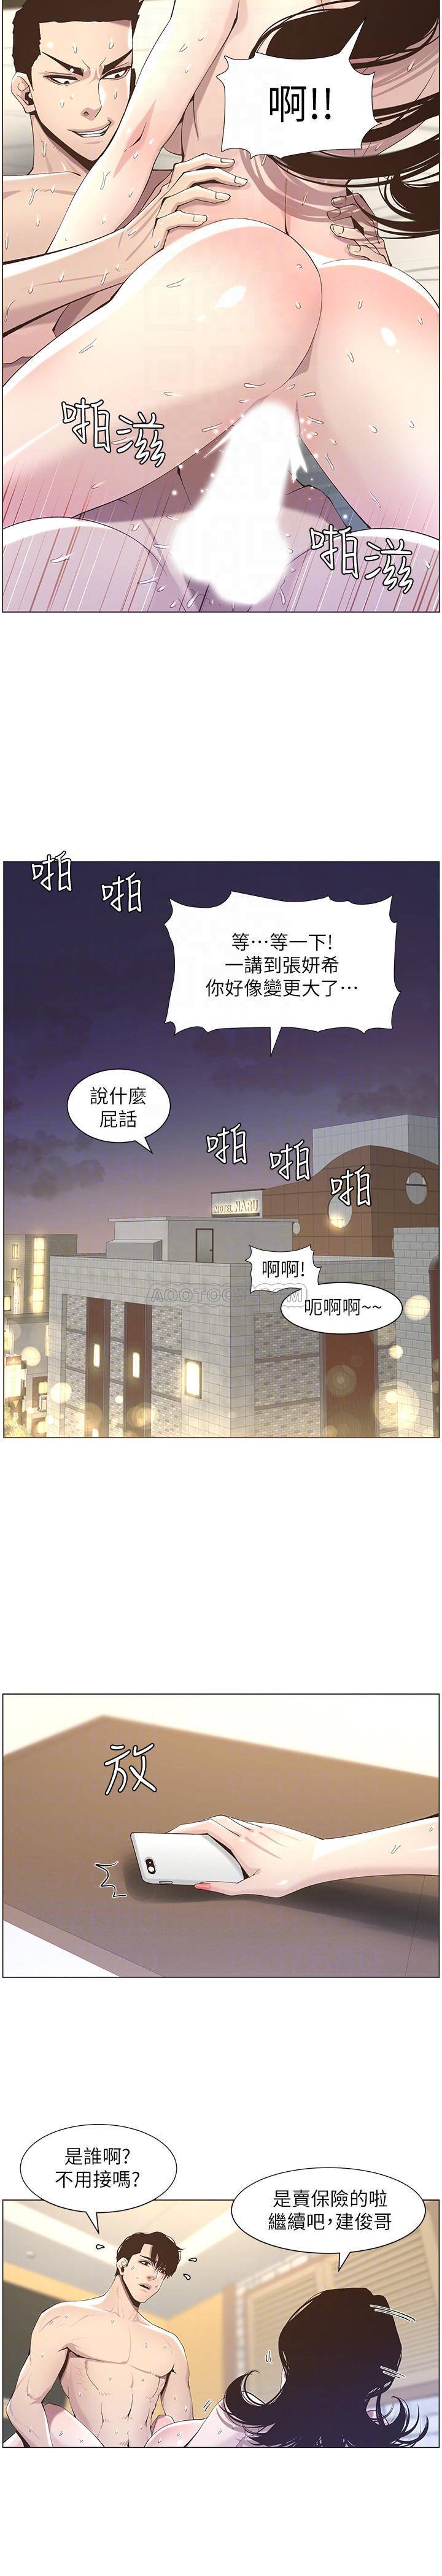 啊!!
啪滋
啪滋
啪
啪
等…等一下!
一講到張妍希
你好像變更大了…
說什麼
屁話
啪
啪
啪
MOTEL NARU
啊啊!
呃啊啊~~
放
是誰啊?
不用接嗎?
是賣保險的啦
繼續吧,建俊哥